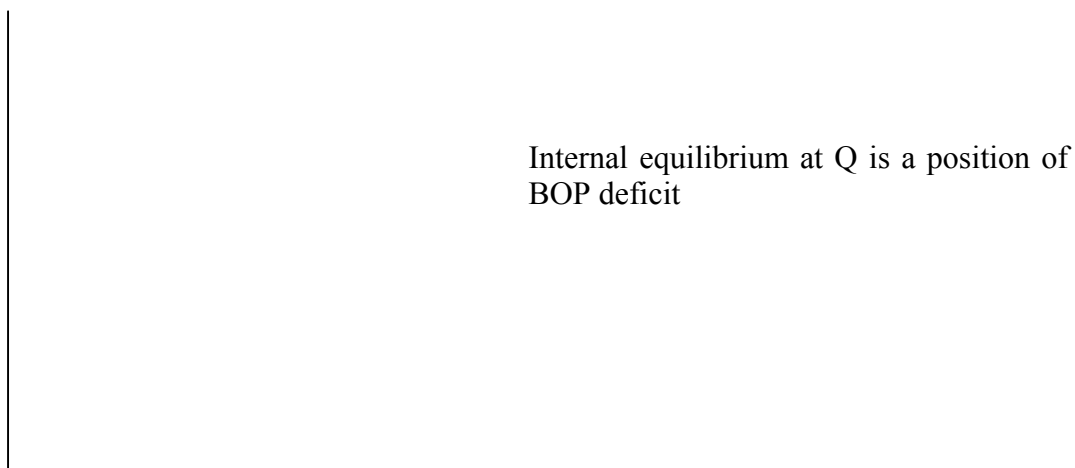 Internal equilibrium at Q is a position of
BOP deficit